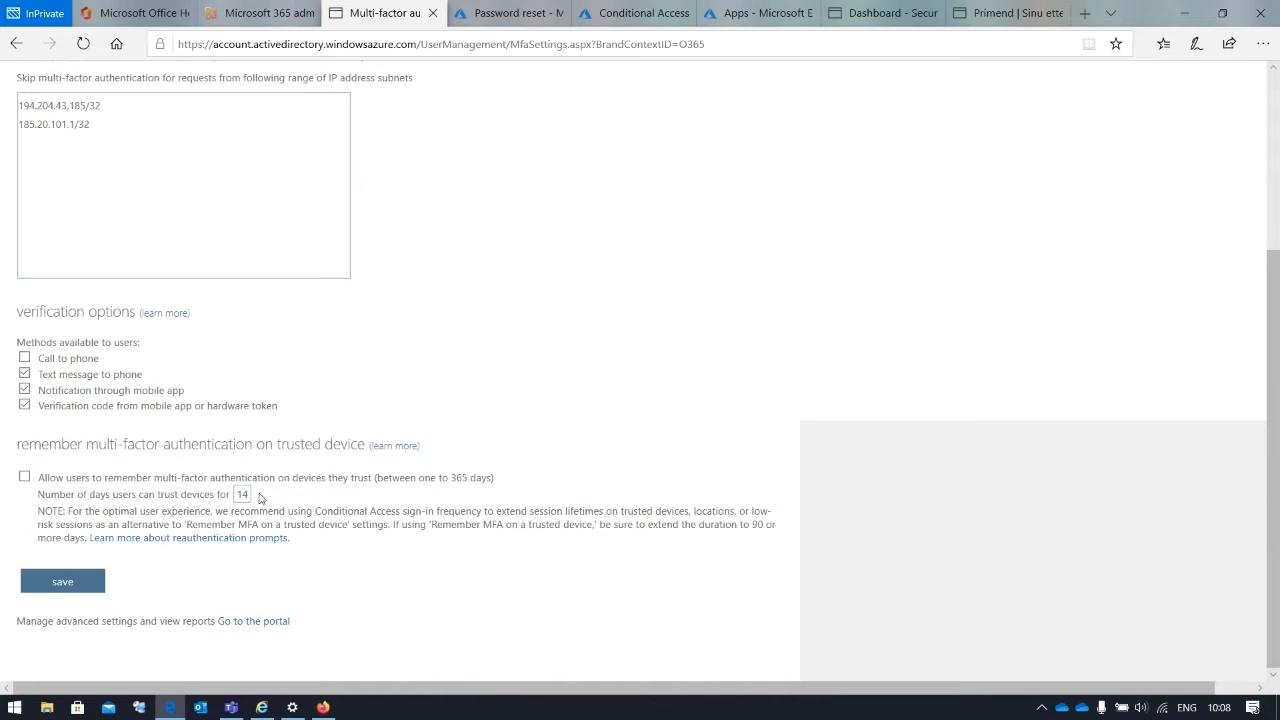 InPrivate
Microsoft Office H
Microsoft 365 adm
Multi-factor au
Password reset - M
Conditional Access
Apps - Microsoft E
Dashboard - Secur
Primend | Sinu ette
https://account.activedirectory.windowsazure.com/UserManagement/MfaSettings.aspx?BrandContextID=O365
Skip multi-factor authentication for requests from following range of IP address subnets
194.204.43.185/32
185.20.101.1/32
verification options (learn more)
Methods available to users:
Call to phone
Text message to phone
Notification through mobile app
Verification code from mobile app or hardware token
remember multi-factor authentication on trusted device (learn more)
Allow users to remember multi-factor authentication on devices they trust (between one to 365 days)
Number of days users can trust devices for 14
NOTE: For the optimal user experience, we recommend using Conditional Access sign-in frequency to extend session lifetimes on trusted devices, locations, or low-
risk sessions as an alternative to 'Remember MFA on a trusted device' settings. If using 'Remember MFA on a trusted device,' be sure to extend the duration to 90 or
more days. Learn more about reauthentication prompts.
save
Manage advanced settings and view reports Go to the portal
ENG 10:08